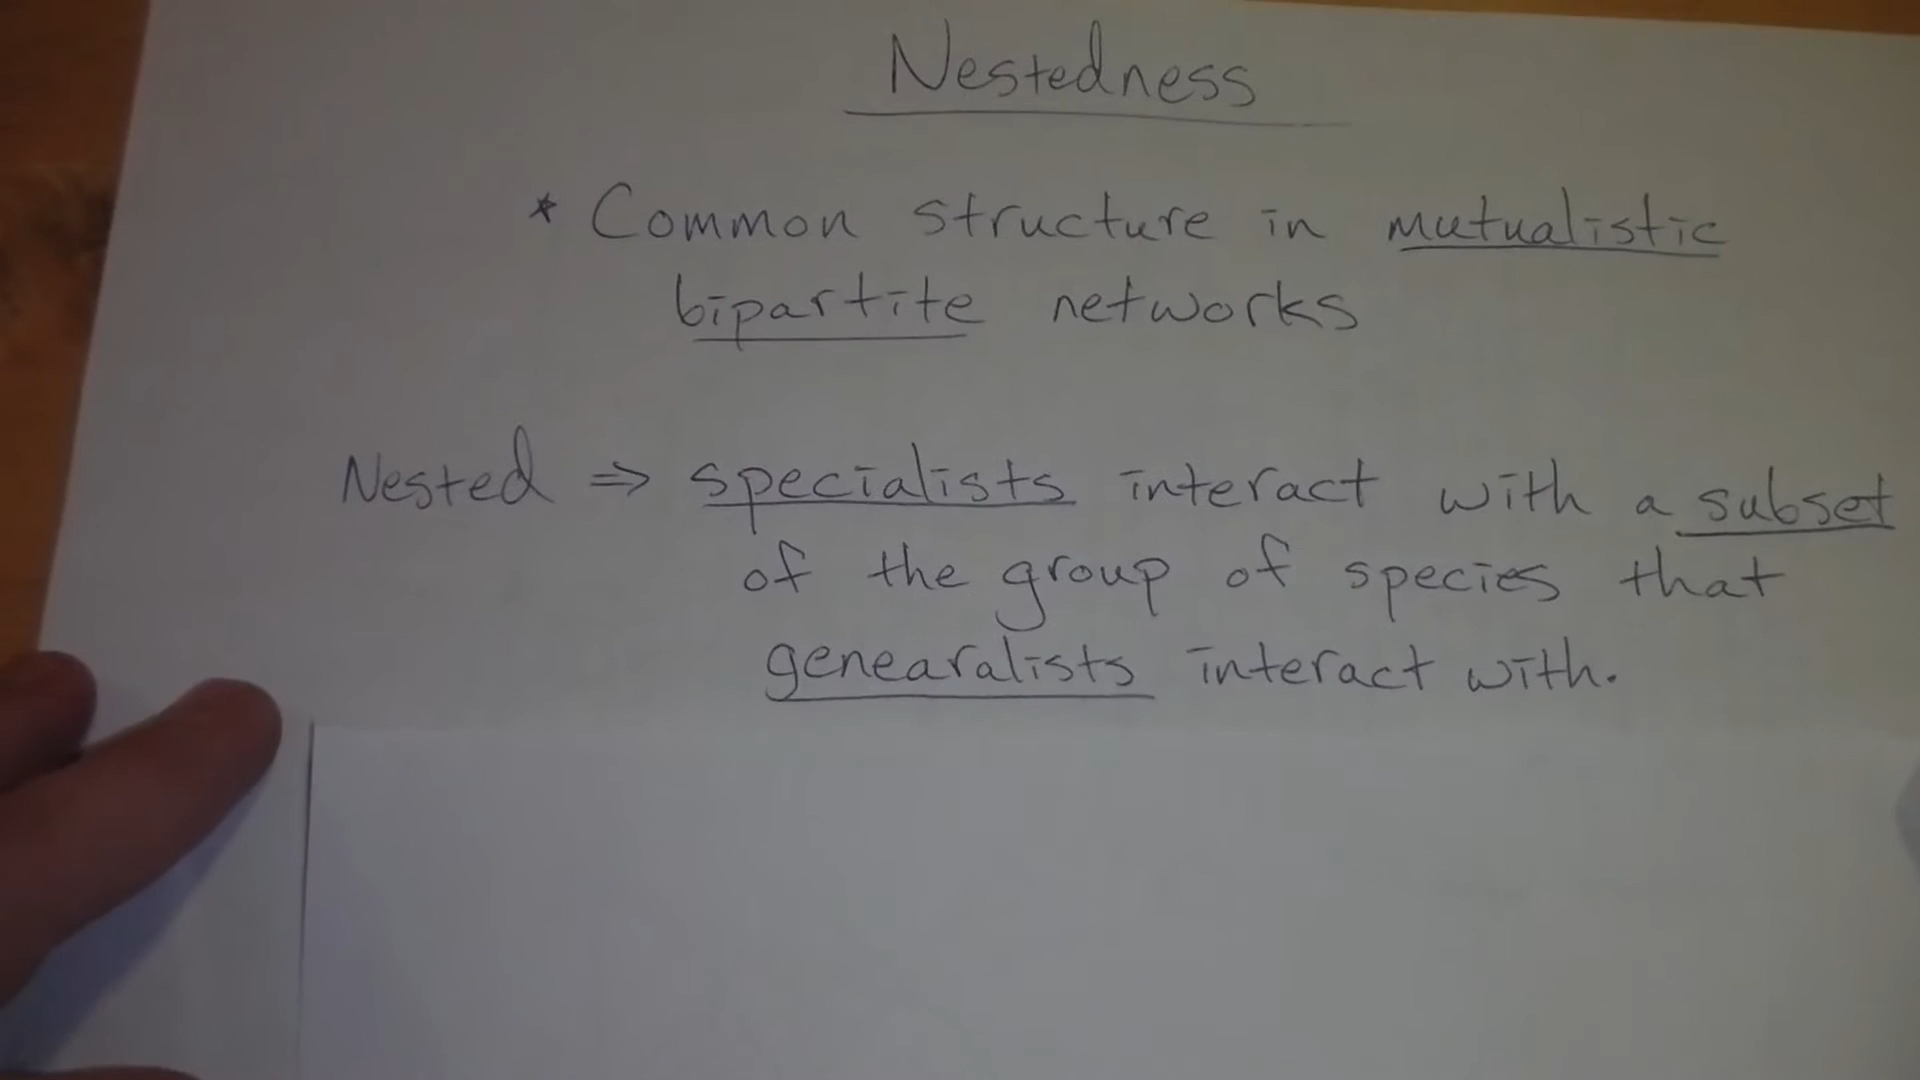 Nestedness
* Common structure in mutualistic
bipartite networks
Nested ⇒ specialists interact with a subset
of the group of species that
genearalists interact with.